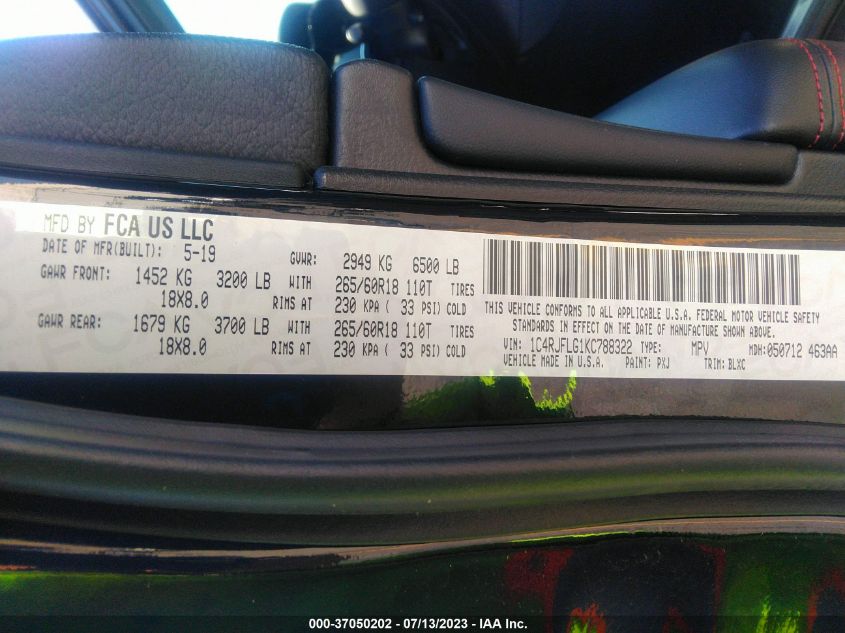 MFD BY FCA US LLC
DATE OF MFR(BUILT): 5-19 GVWR: 2949 KG 6500 LB
GAWR FRONT: 1452 KG 3200 LB WITH 265/60R18 110T TIRES
18X8.0 RIMS AT 230 KPA ( 33 PSI) COLD
GAWR REAR: 1679 KG 3700 LB WITH 265/60R18 110T TIRES
18X8.0 RIMS AT 230 KPA ( 33 PSI) COLD
THIS VEHICLE CONFORMS TO ALL APPLICABLE U.S.A. FEDERAL MOTOR VEHICLE SAFETY
STANDARDS IN EFFECT ON THE DATE OF MANUFACTURE SHOWN ABOVE.
VIN: 1C4RJFLG1KC788322 TYPE: MPV MDH:050712 463AA
VEHICLE MADE IN U.S.A. PAINT: PXJ TRIM: BLXC
000-37050202 - 07/13/2023 - IAA Inc.